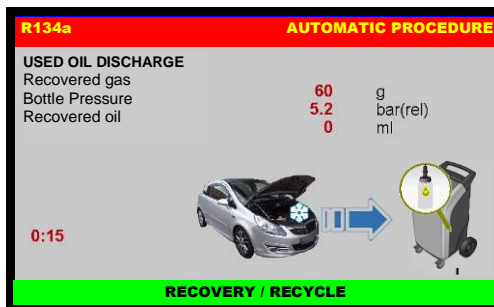 R134a AUTOMATIC PROCEDURE
USED OIL DISCHARGE
Recovered gas 60 g
Bottle Pressure 5.2 bar(rel)
Recovered oil 0 ml
0:15
RECOVERY / RECYCLE